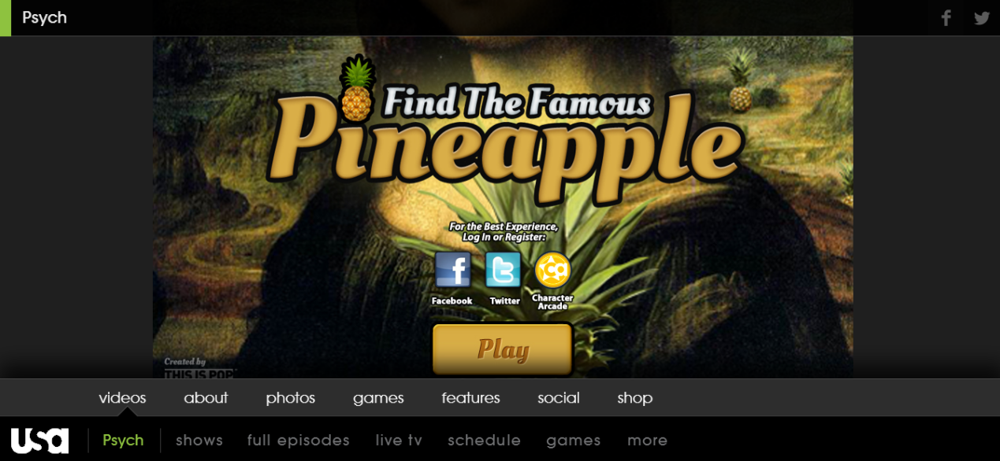 Psych
Find The Famous
Pineapple
For the Best Experience,
Log In or Register:
Facebook Twitter Character
Arcade
Play
Created by
THIS IS POP
videos about photos games features social shop
usa Psych shows full episodes live tv schedule games more